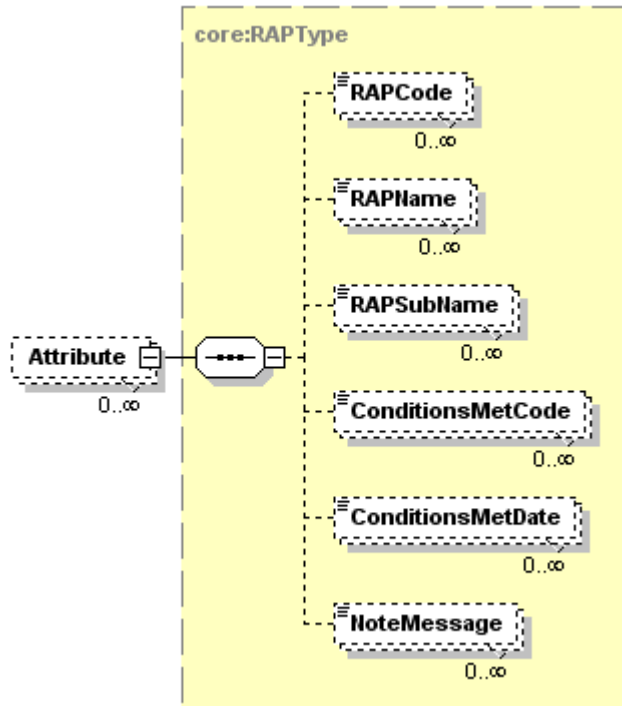 core:RAPType
RAPCode
0..∞
RAPName
0..∞
RAPSubName
0..∞
Attribute
0..∞
ConditionsMetCode
0..∞
ConditionsMetDate
0..∞
NoteMessage
0..∞